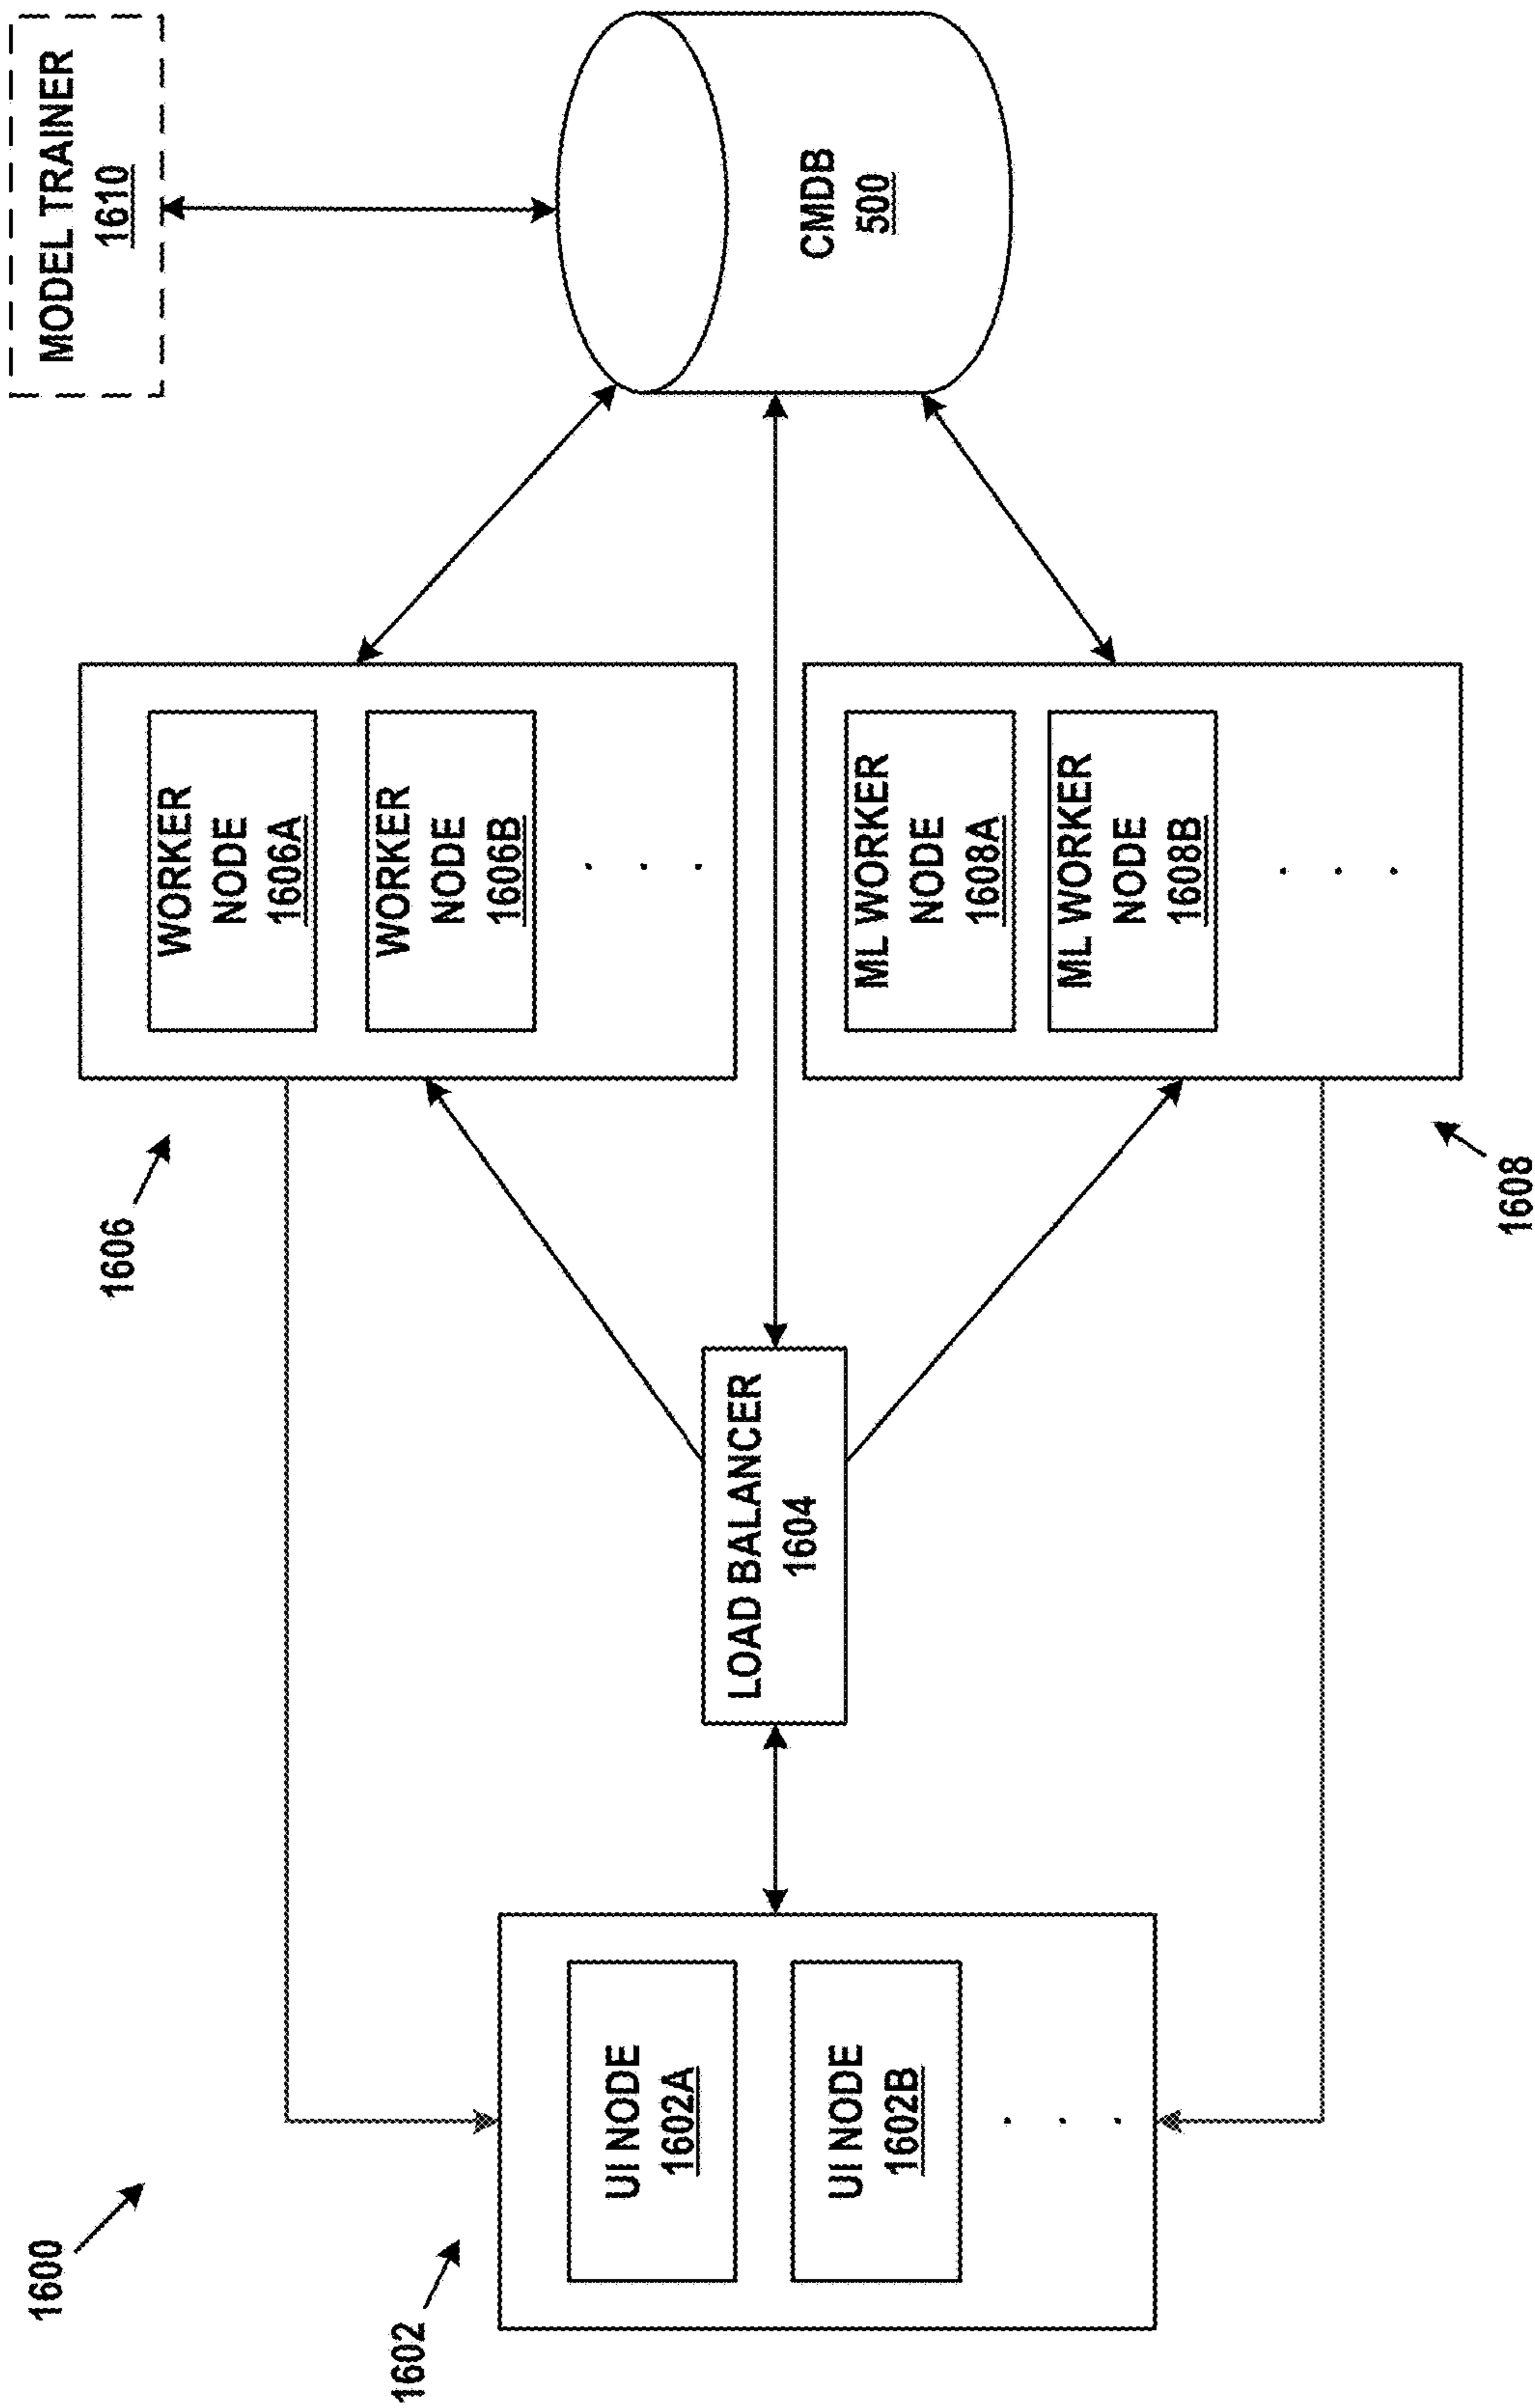 1600
1602
UI NODE
1602A
UI NODE
1602B
. . .
LOAD BALANCER
1604
1606
WORKER
NODE
1606A
WORKER
NODE
1606B
. . .
ML WORKER
NODE
1608A
ML WORKER
NODE
1608B
. . .
1608
MODEL TRAINER
1610
CMDB
500